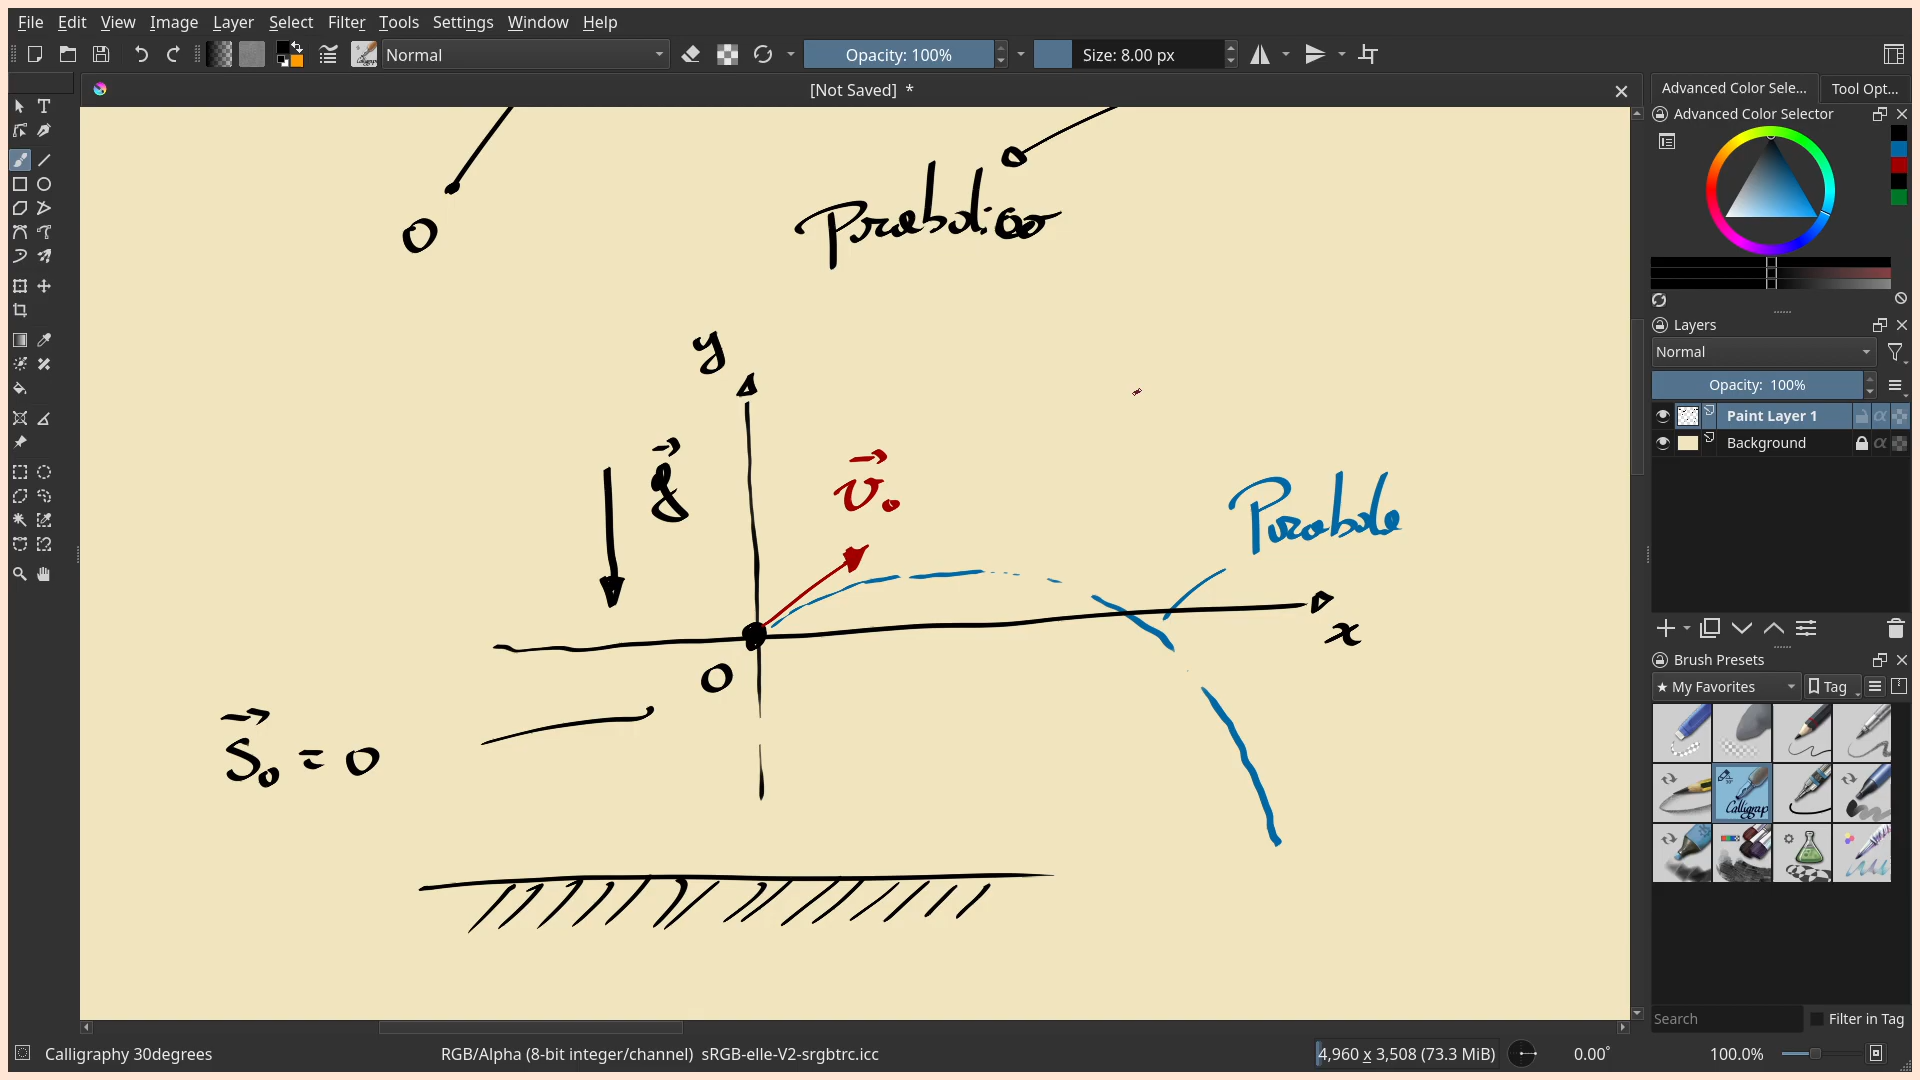 File Edit View Image Layer Select Filter Tools Settings Window Help
Normal Opacity: 100% Size: 8.00 px
[Not Saved] *
Advanced Color Sele... Tool Opt...
Advanced Color Selector
O
Parabolico
y
g
v₀
Parabole
x
O
S₀ = 0
Layers
Normal
Opacity: 100%
Paint Layer 1
Background
Brush Presets
★ My Favorites Tag
Search Filter in Tag
Calligraphy 30degrees RGB/Alpha (8-bit integer/channel) sRGB-elle-V2-srgbtrc.icc 4,960 x 3,508 (73.3 MiB) 0.00° 100.0%